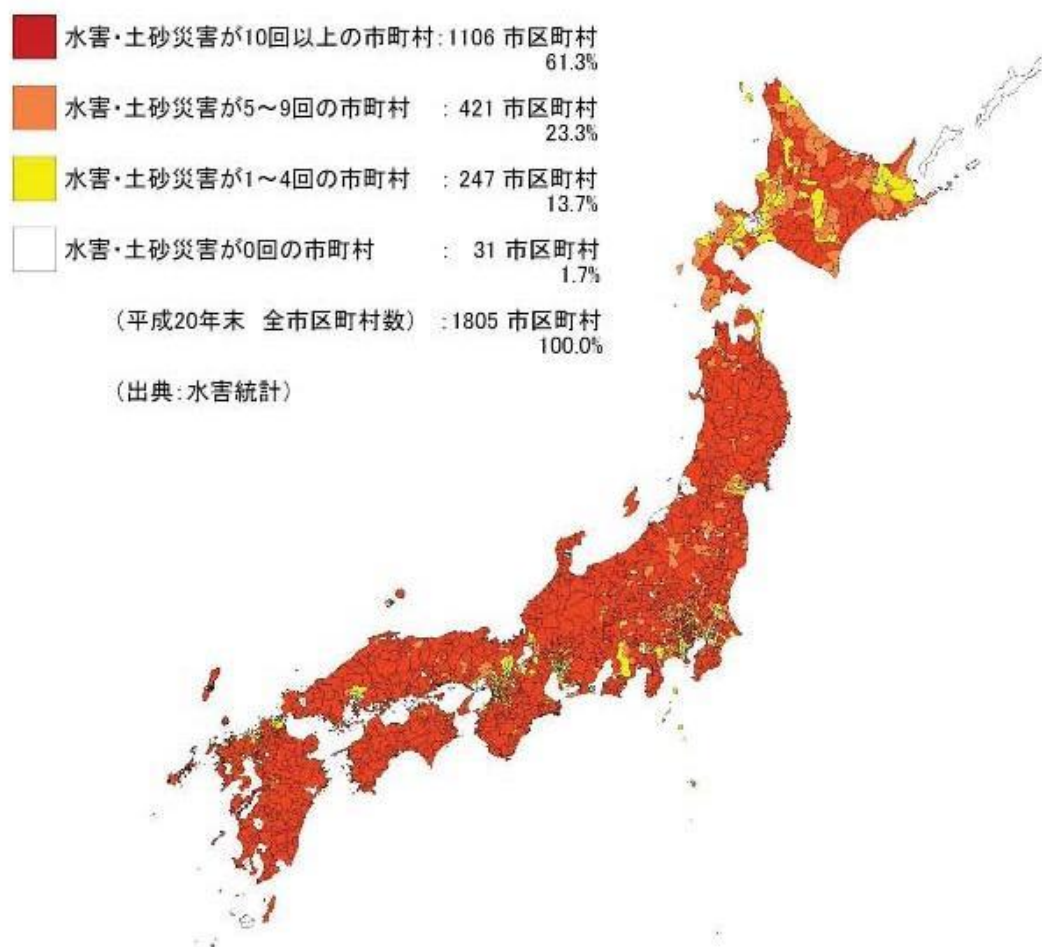 水害・土砂災害が10回以上の市町村：1106 市区町村
61.3%
水害・土砂災害が5～9回の市町村　：421 市区町村
23.3%
水害・土砂災害が1～4回の市町村　：247 市区町村
13.7%
水害・土砂災害が0回の市町村　：31 市区町村
1.7%
（平成20年末　全市区町村数）：1805 市区町村
100.0%
（出典：水害統計）